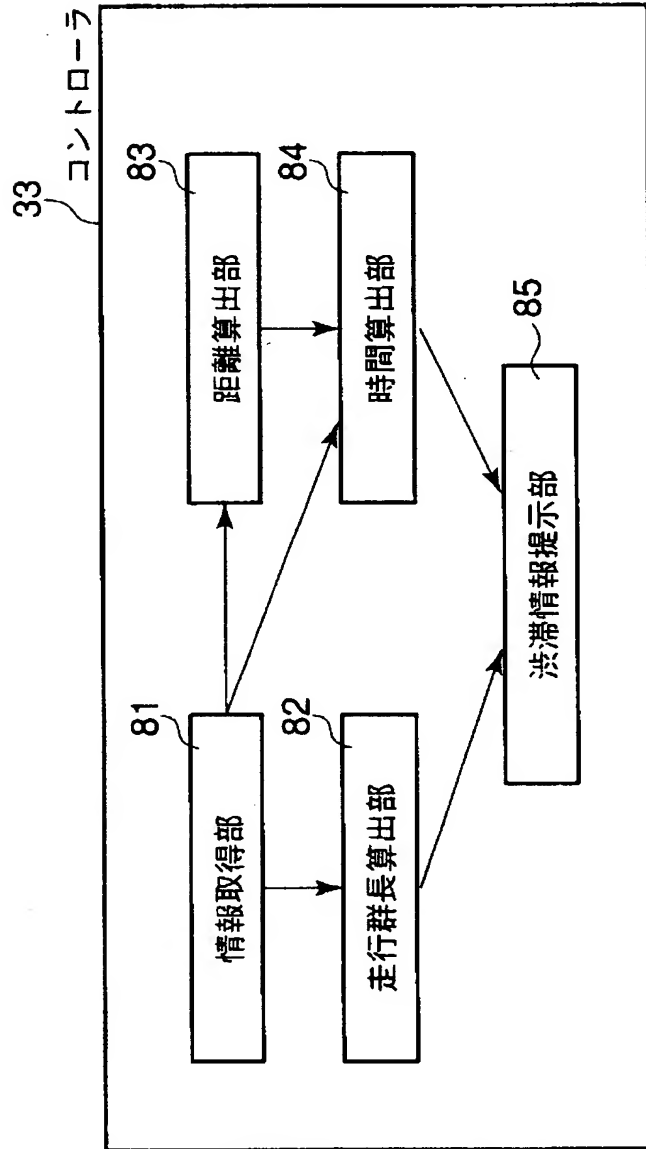 33
コントローラ
81
情報取得部
83
距離算出部
82
走行群長算出部
84
時間算出部
85
渋滞情報提示部